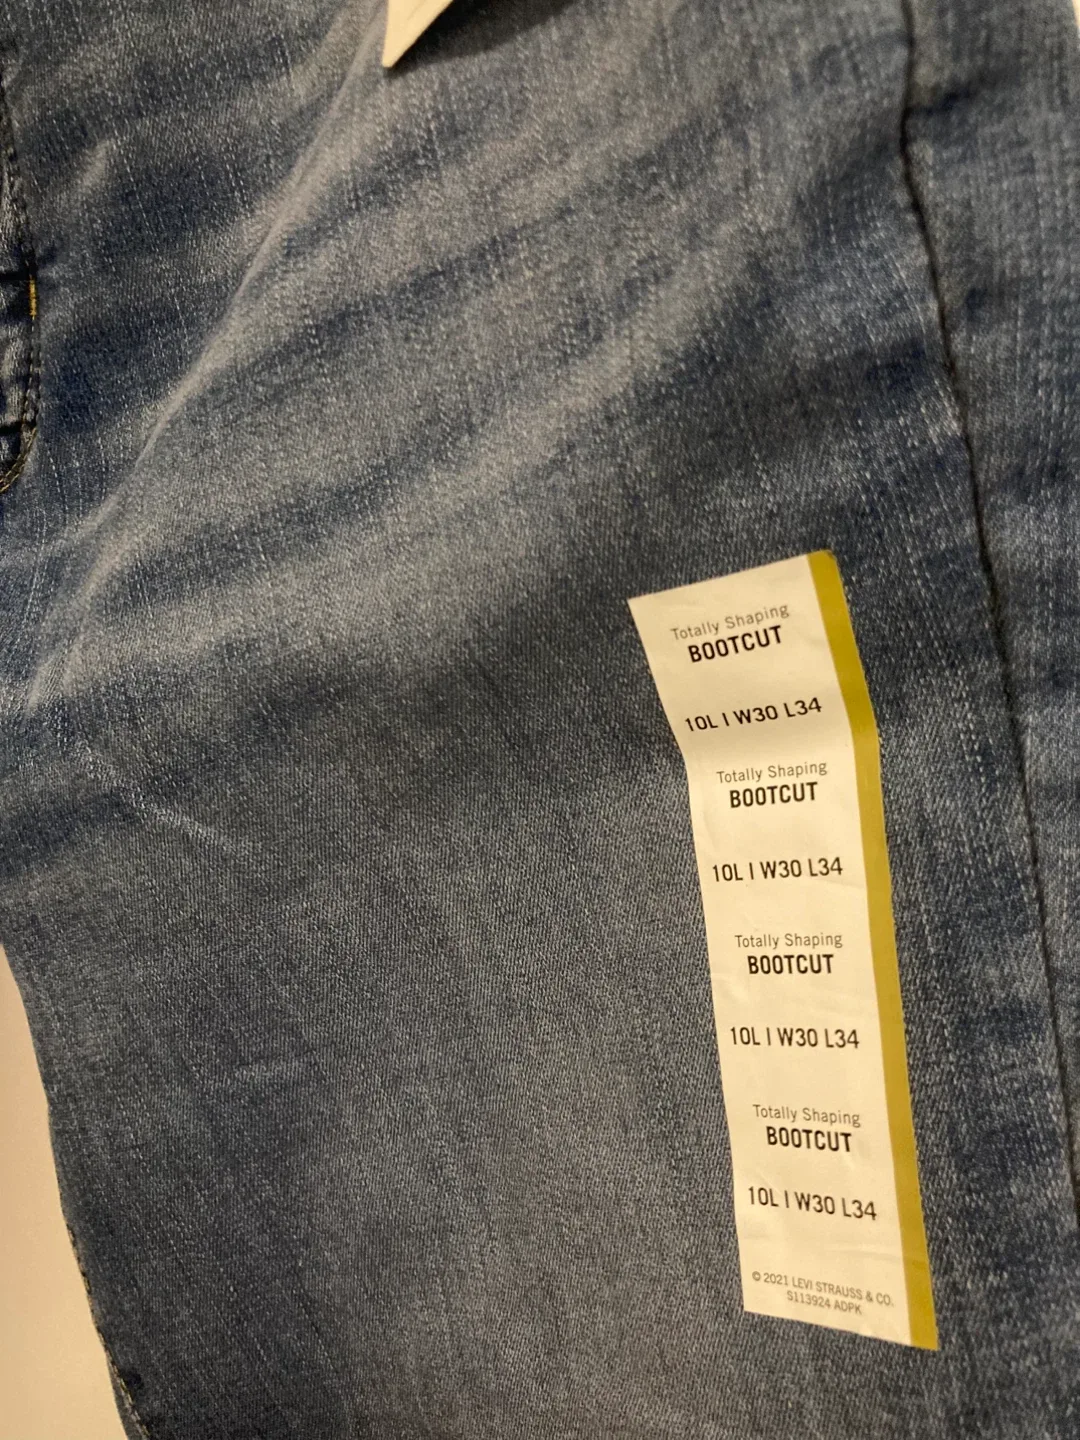 Totally Shaping
BOOTCUT
10L | W30 L34
Totally Shaping
BOOTCUT
10L | W30 L34
Totally Shaping
BOOTCUT
10L | W30 L34
Totally Shaping
BOOTCUT
10L | W30 L34
© 2021 LEVI STRAUSS & CO.
S113924 ADPK